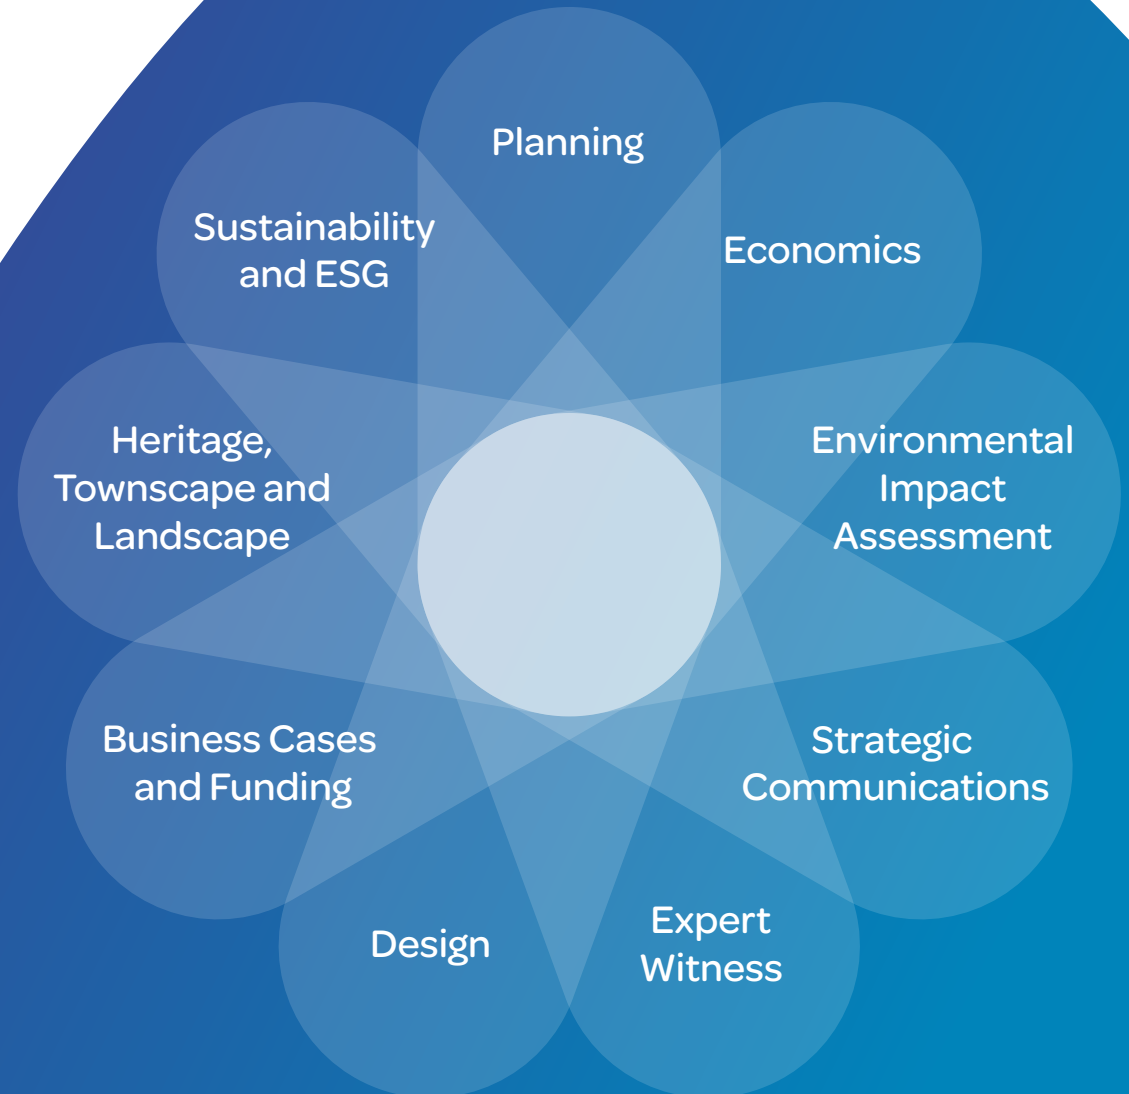 Planning
Economics
Environmental
Impact
Assessment
Strategic
Communications
Expert
Witness
Design
Business Cases
and Funding
Heritage,
Townscape and
Landscape
Sustainability
and ESG